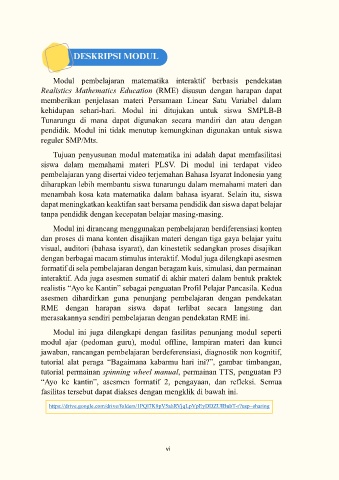 DESKRIPSI MODUL
Modul pembelajaran matematika interaktif berbasis pendekatan
Realistics Mathematics Education (RME) disusun dengan harapan dapat
memberikan penjelasan materi Persamaan Linear Satu Variabel dalam
kehidupan sehari-hari. Modul ini ditujukan untuk siswa SMPLB-B
Tunarungu di mana dapat digunakan secara mandiri dan atau dengan
pendidik. Modul ini tidak menutup kemungkinan digunakan untuk siswa
reguler SMP/Mts.
Tujuan penyusunan modul matematika ini adalah dapat memfasilitasi
siswa dalam memahami materi PLSV. Di modul ini terdapat video
pembelajaran yang disertai video terjemahan Bahasa Isyarat Indonesia yang
diharapkan lebih membantu siswa tunarungu dalam memahami materi dan
menambah kosa kata matematika dalam bahasa isyarat. Selain itu, siswa
dapat meningkatkan keaktifan saat bersama pendidik dan siswa dapat belajar
tanpa pendidik dengan kecepatan belajar masing-masing.
Modul ini dirancang menggunakan pembelajaran berdiferensiasi konten
dan proses di mana konten disajikan materi dengan tiga gaya belajar yaitu
visual, auditori (bahasa isyarat), dan kinestetik sedangkan proses disajikan
dengan berbagai macam stimulus interaktif. Modul juga dilengkapi asesmen
formatif di sela pembelajaran dengan beragam kuis, simulasi, dan permainan
interaktif. Ada juga asesmen sumatif di akhir materi dalam bentuk praktek
realistis “Ayo ke Kantin” sebagai penguatan Profil Pelajar Pancasila. Kedua
asesmen dihardirkan guna penunjang pembelajaran dengan pendekatan
RME dengan harapan siswa dapat terlibat secara langsung dan
merasakannya sendiri pembelajaran dengan pendekatan RME ini.
Modul ini juga dilengkapi dengan fasilitas penunjang modul seperti
modul ajar (pedoman guru), modul offline, lampiran materi dan kunci
jawaban, rancangan pembelajaran berdeferensiasi, diagnostik non kognitif,
tutorial alat peraga “Bagaimana kabarmu hari ini?”, gambar timbangan,
tutorial permainan spinning wheel manual, permainan TTS, penguatan P3
“Ayo ke kantin”, asesmen formatif 2, pengayaan, dan refleksi. Semua
fasilitas tersebut dapat diakses dengan mengklik di bawah ini.
vi